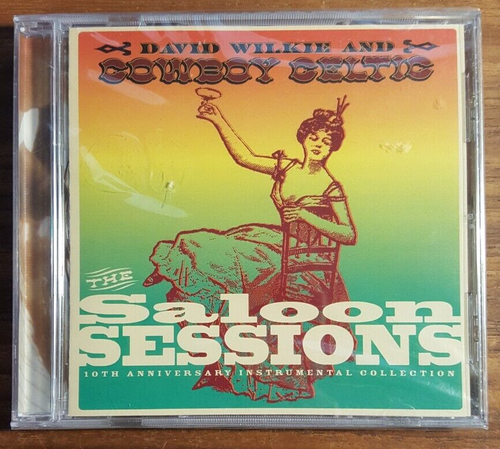 DAVID WILKIE AND
COWBOY CELTIC
THE
Saloon
SESSIONS
10TH ANNIVERSARY INSTRUMENTAL COLLECTION